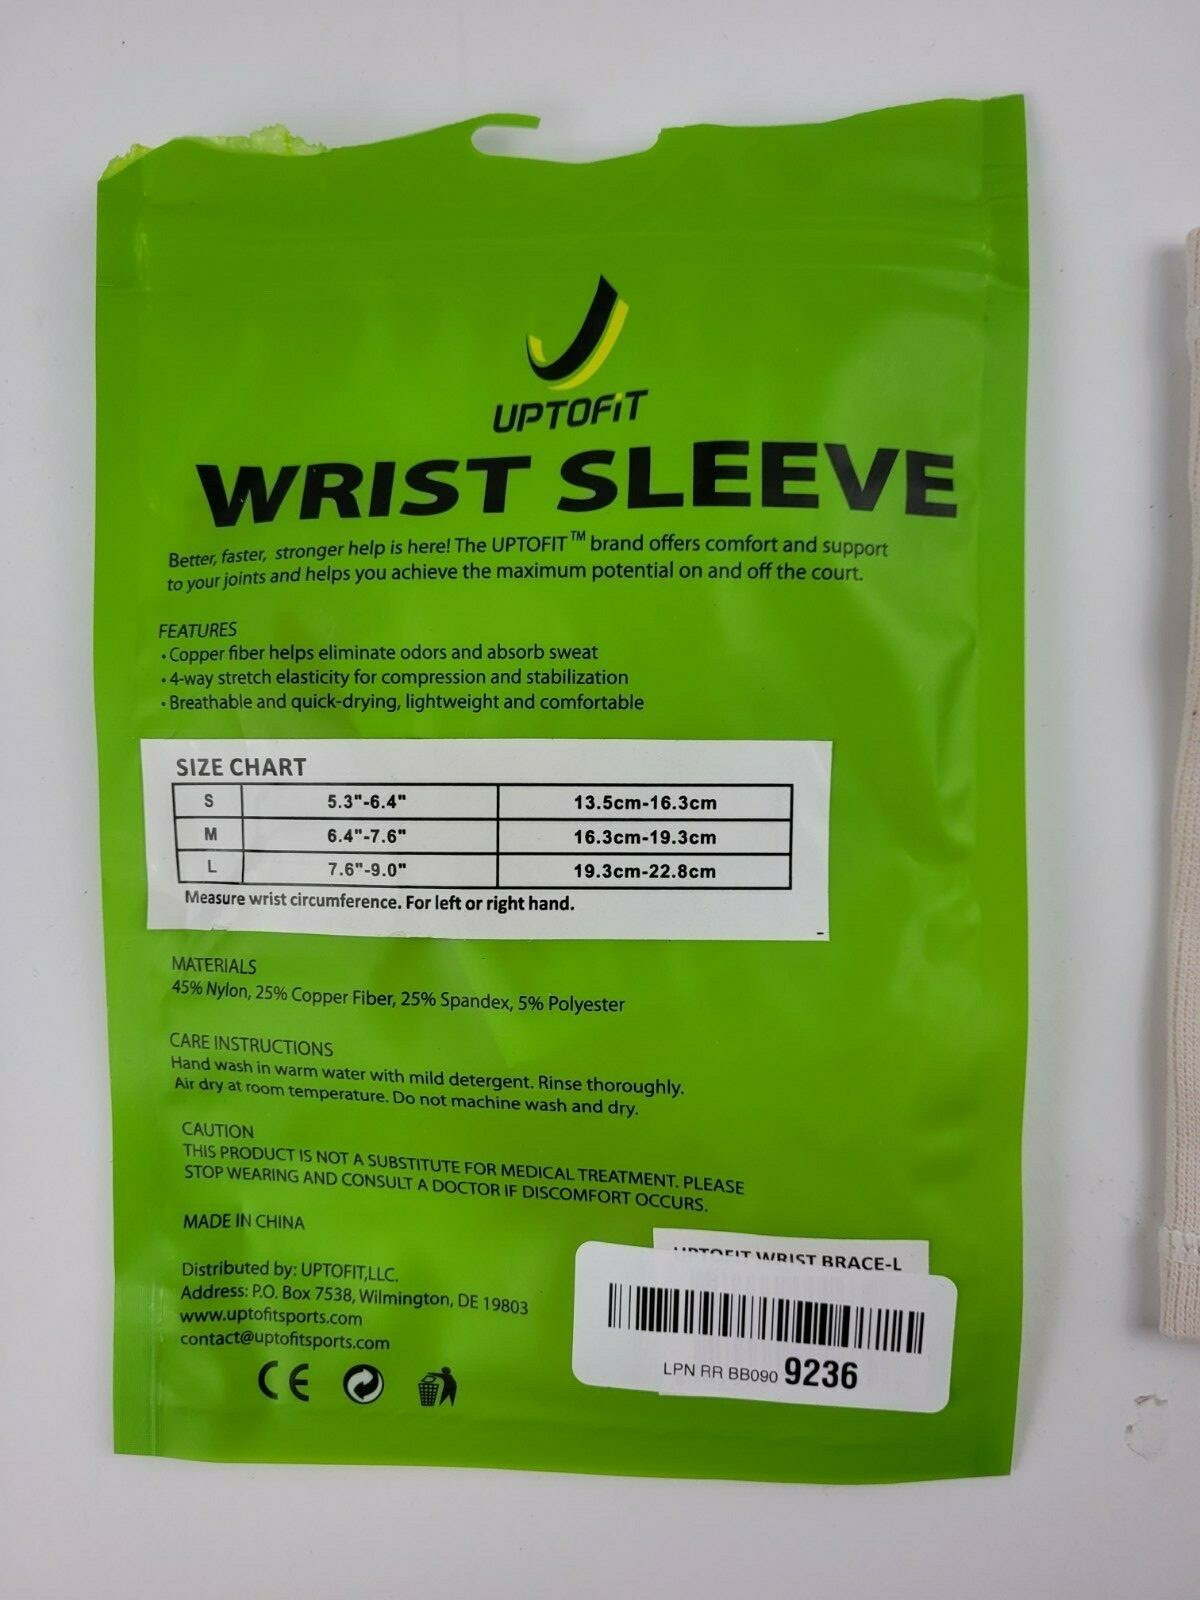 UPTOFiT
WRIST SLEEVE
Better, faster, stronger help is here! The UPTOFIT™ brand offers comfort and support
to your joints and helps you achieve the maximum potential on and off the court.
FEATURES
• Copper fiber helps eliminate odors and absorb sweat
• 4-way stretch elasticity for compression and stabilization
• Breathable and quick-drying, lightweight and comfortable
SIZE CHART
S 5.3"-6.4" 13.5cm-16.3cm
M 6.4"-7.6" 16.3cm-19.3cm
L 7.6"-9.0" 19.3cm-22.8cm
Measure wrist circumference. For left or right hand.
MATERIALS
45% Nylon, 25% Copper Fiber, 25% Spandex, 5% Polyester
CARE INSTRUCTIONS
Hand wash in warm water with mild detergent. Rinse thoroughly.
Air dry at room temperature. Do not machine wash and dry.
CAUTION
THIS PRODUCT IS NOT A SUBSTITUTE FOR MEDICAL TREATMENT. PLEASE
STOP WEARING AND CONSULT A DOCTOR IF DISCOMFORT OCCURS.
MADE IN CHINA
Distributed by: UPTOFIT,LLC.
Address: P.O. Box 7538, Wilmington, DE 19803
www.uptofitsports.com
contact@uptofitsports.com
CE
UPTOFIT WRIST BRACE-L
LPN RR BB090 9236